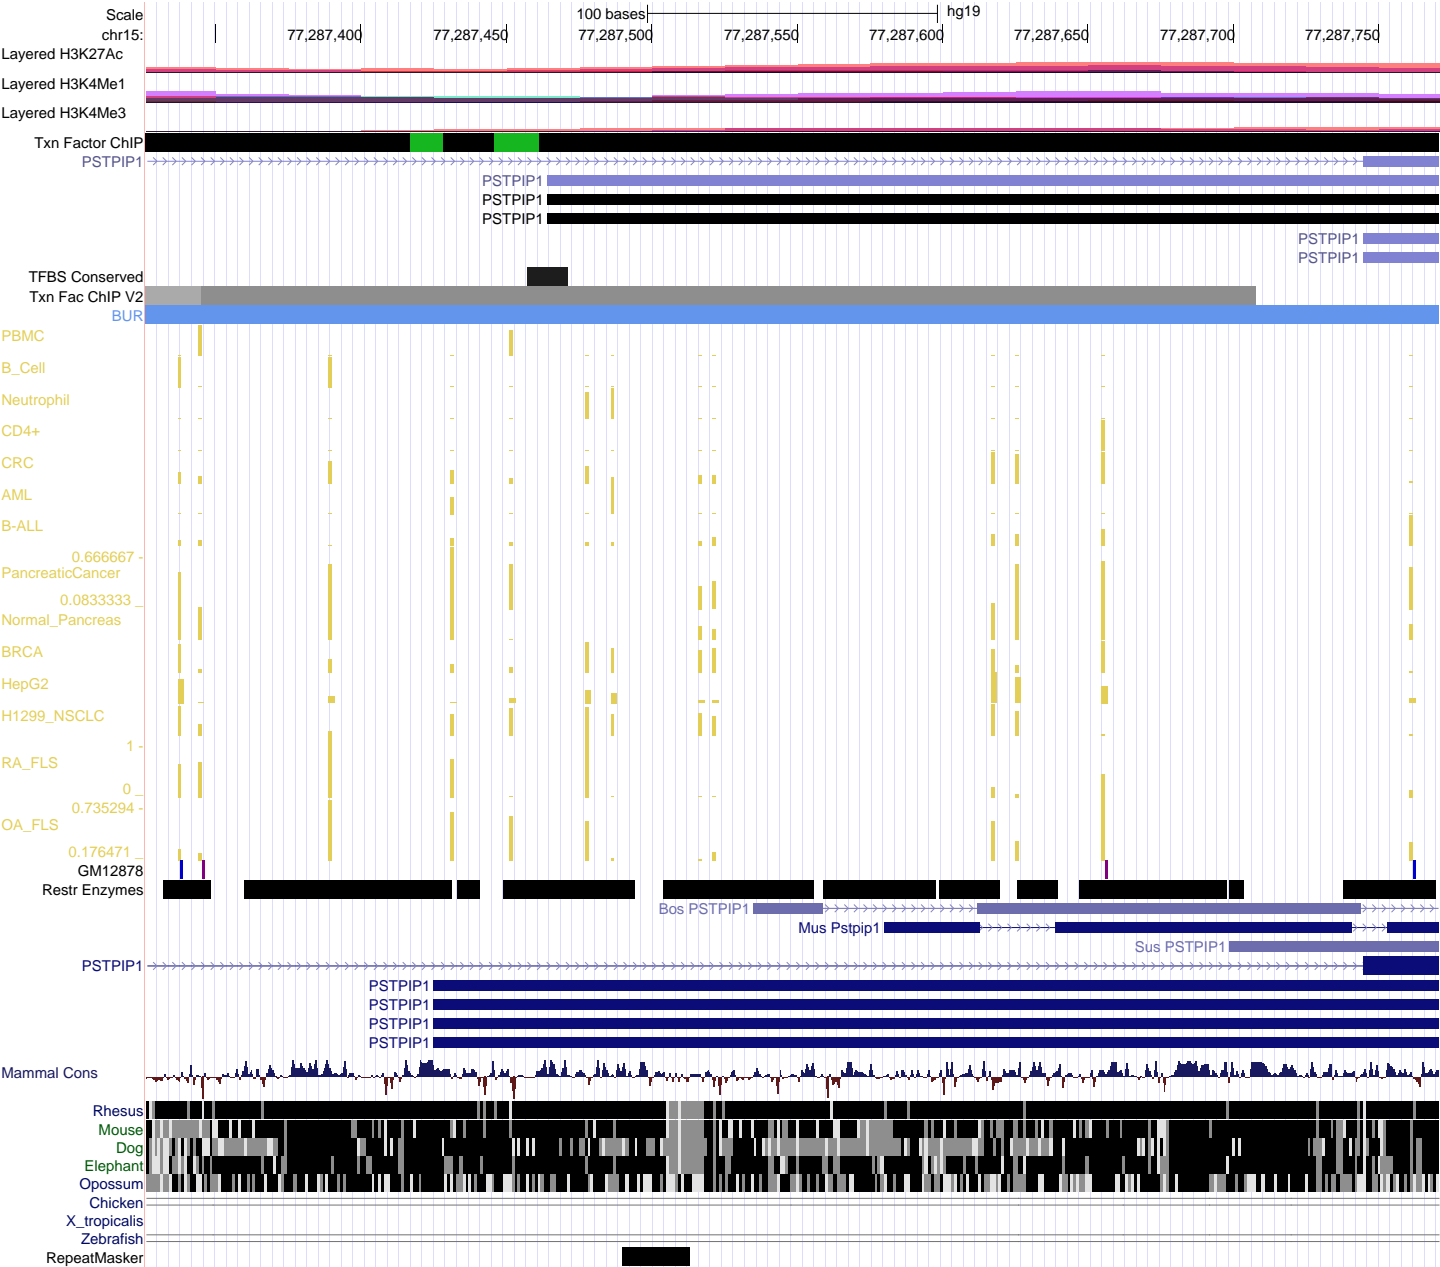 Scale 100 bases hg19
chr15: 77,287,400 77,287,450 77,287,500 77,287,550 77,287,600 77,287,650 77,287,700 77,287,750
Layered H3K27Ac
Layered H3K4Me1
Layered H3K4Me3
Txn Factor ChIP
PSTPIP1
PSTPIP1
PSTPIP1
PSTPIP1
PSTPIP1
PSTPIP1
TFBS Conserved
Txn Fac ChIP V2
BUR
PBMC
B_Cell
Neutrophil
CD4+
CRC
AML
B-ALL
0.666667 -
PancreaticCancer
0.0833333 _
Normal_Pancreas
BRCA
HepG2
H1299_NSCLC
1 -
RA_FLS
0 _
0.735294 -
OA_FLS
0.176471 _
GM12878
Restr Enzymes
Bos PSTPIP1
Mus Pstpip1
Sus PSTPIP1
PSTPIP1
PSTPIP1
PSTPIP1
PSTPIP1
PSTPIP1
Mammal Cons
Rhesus
Mouse
Dog
Elephant
Opossum
Chicken
X_tropicalis
Zebrafish
RepeatMasker